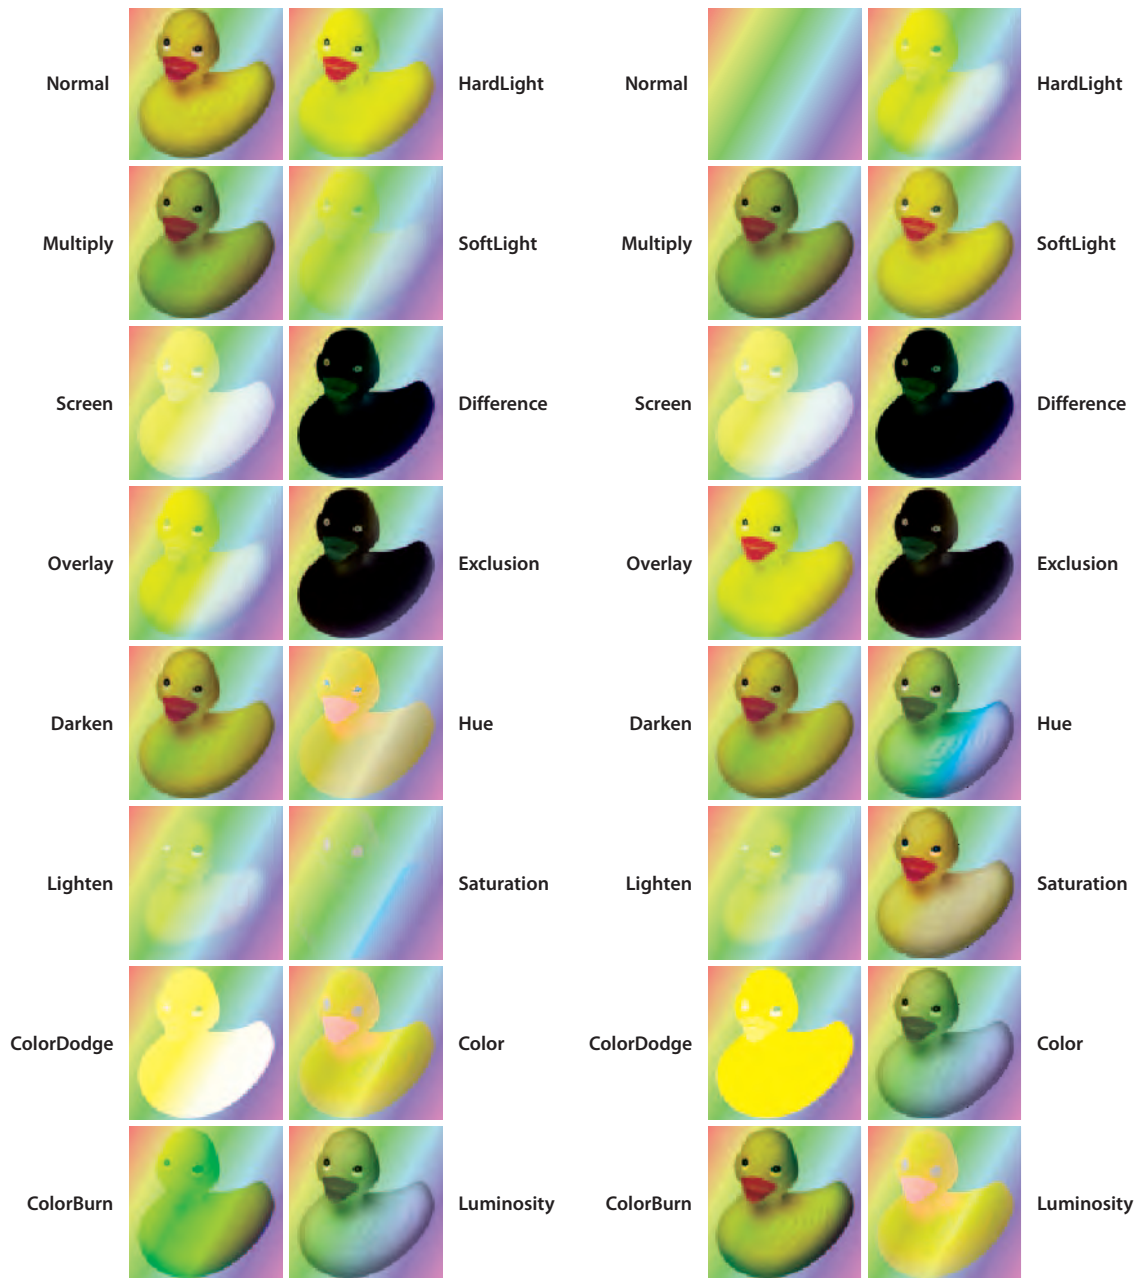 Normal HardLight Normal HardLight
Multiply SoftLight Multiply SoftLight
Screen Difference Screen Difference
Overlay Exclusion Overlay Exclusion
Darken Hue Darken Hue
Lighten Saturation Lighten Saturation
ColorDodge Color ColorDodge Color
ColorBurn Luminosity ColorBurn Luminosity